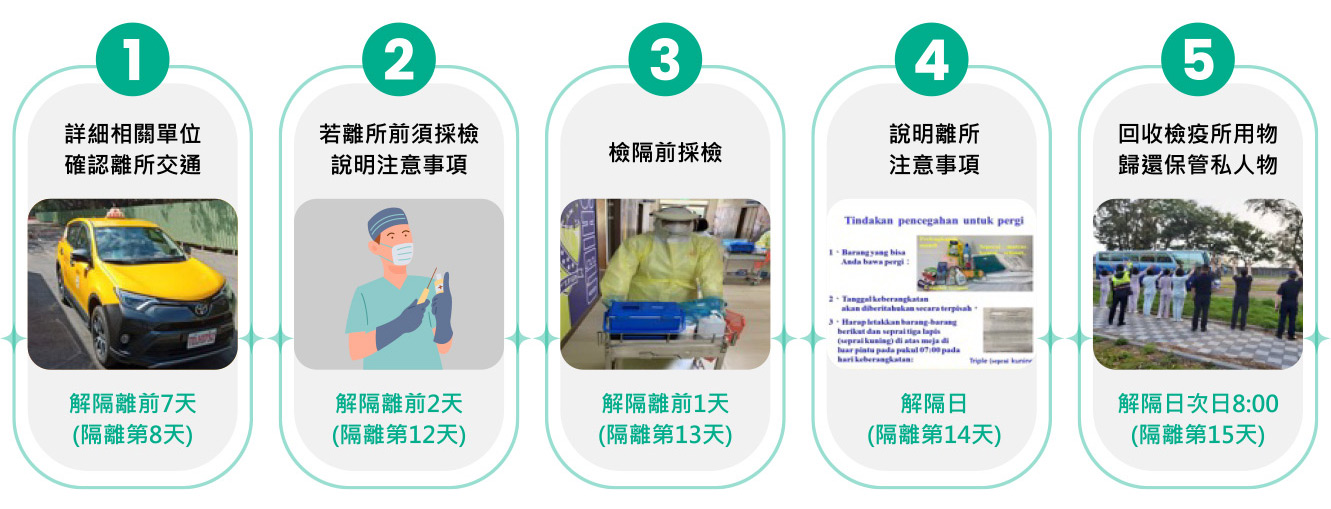 1
詳細相關單位
確認離所交通
解隔離前7天
(隔離第8天)
2
若離所前須採檢
說明注意事項
解隔離前2天
(隔離第12天)
3
檢隔前採檢
解隔離前1天
(隔離第13天)
4
說明離所
注意事項
Tindakan pencegahan untuk pergi
1、Barang yang bisa
Anda bawa pergi：
2、Tanggal keberangkatan
akan diberitahukan secara terpisah。
3、Harap letakkan barang-barang
berikut dan seprai tiga lapis
(seprai kuning) di atas meja di
luar pintu pada pukul 07:00 pada
hari keberangkatan:
Triple (seprai kuning
解隔日
(隔離第14天)
5
回收檢疫所用物
歸還保管私人物
解隔日次日8:00
(隔離第15天)